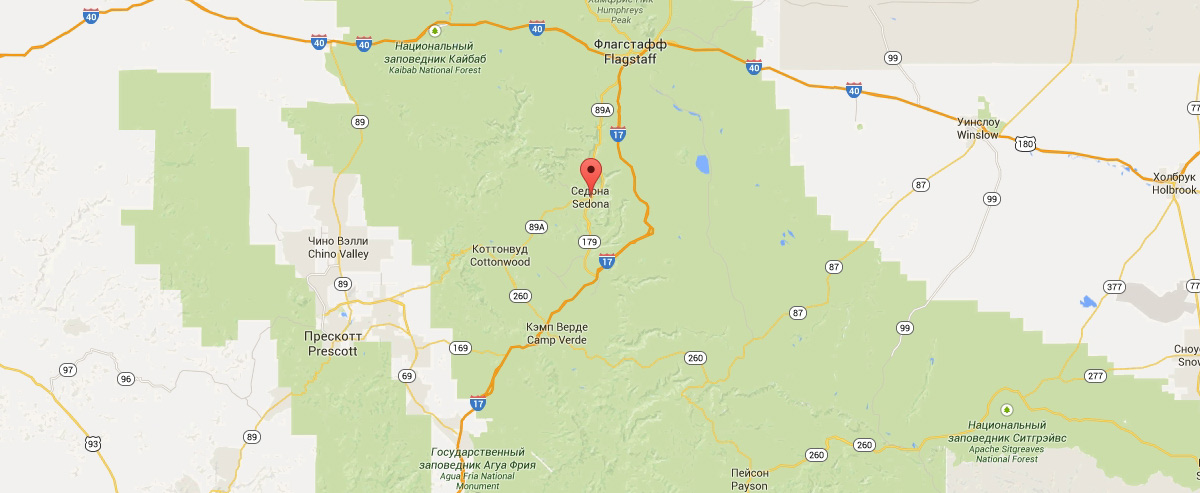 Хамфрис-Пик
Humphreys
Peak
40
40
40
40
Национальный
заповедник Кайбаб
Kaibab National Forest
Флагстафф
Flagstaff
40
40
99
89A
89
17
Уинслоу
Winslow
180
77
Холбрук
Holbrook
87
99
Седона
Sedona
89A
179
17
Чино Вэлли
Chino Valley
Коттонвуд
Cottonwood
87
89
260
377
77
87
Кэмп Верде
Camp Verde
99
Прескотт
Prescott
169
260
97
96
69
277
17
93
89
Национальный
заповедник Ситгрэйвс
Apache Sitgreaves
National Forest
260
260
Государственный
заповедник Агуа Фрия
Agua Fria National
Monument
Пейсон
Payson